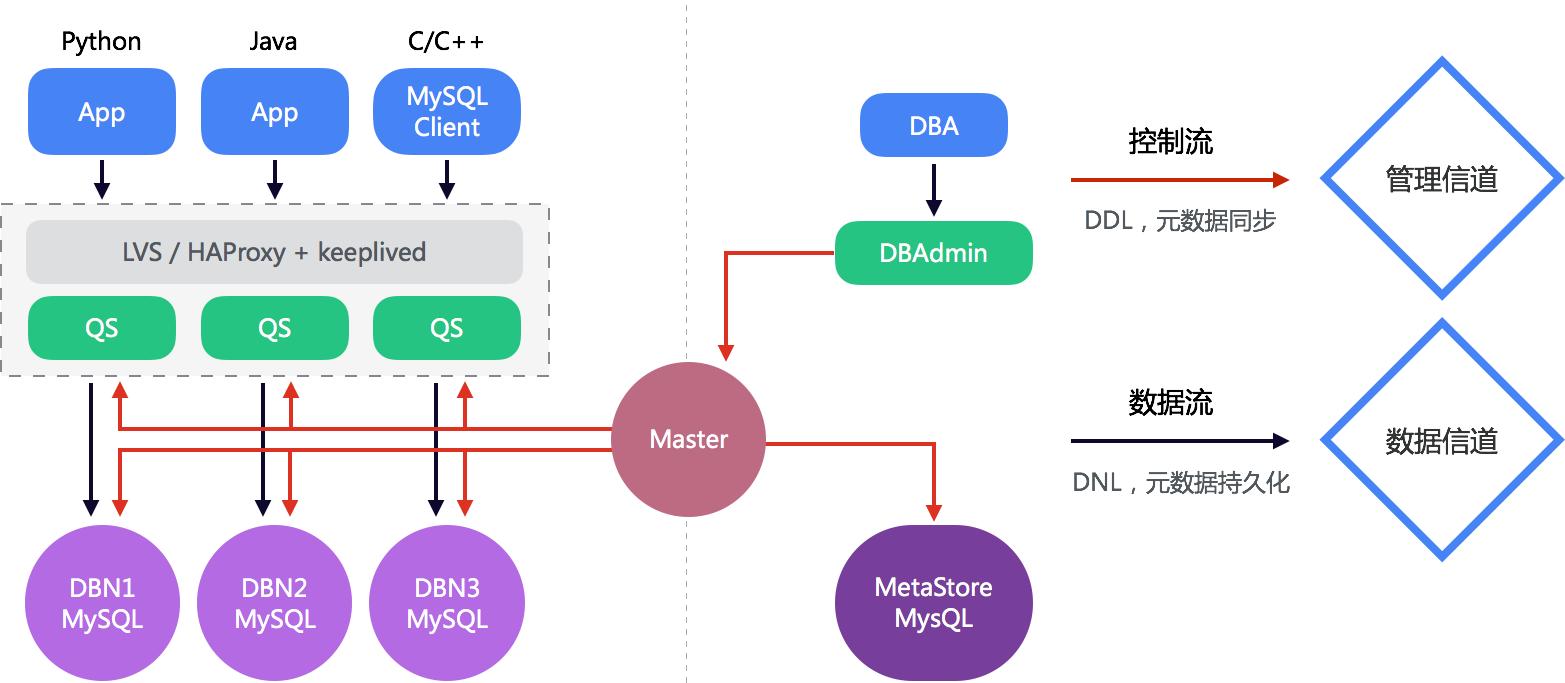 Python
Java
C/C++
App
App
MySQL
Client
LVS / HAProxy + keeplived
QS
QS
QS
DBN1
MySQL
DBN2
MySQL
DBN3
MySQL
Master
DBA
DBAdmin
MetaStore
MysQL
控制流
DDL，元数据同步
管理信道
数据流
DNL，元数据持久化
数据信道